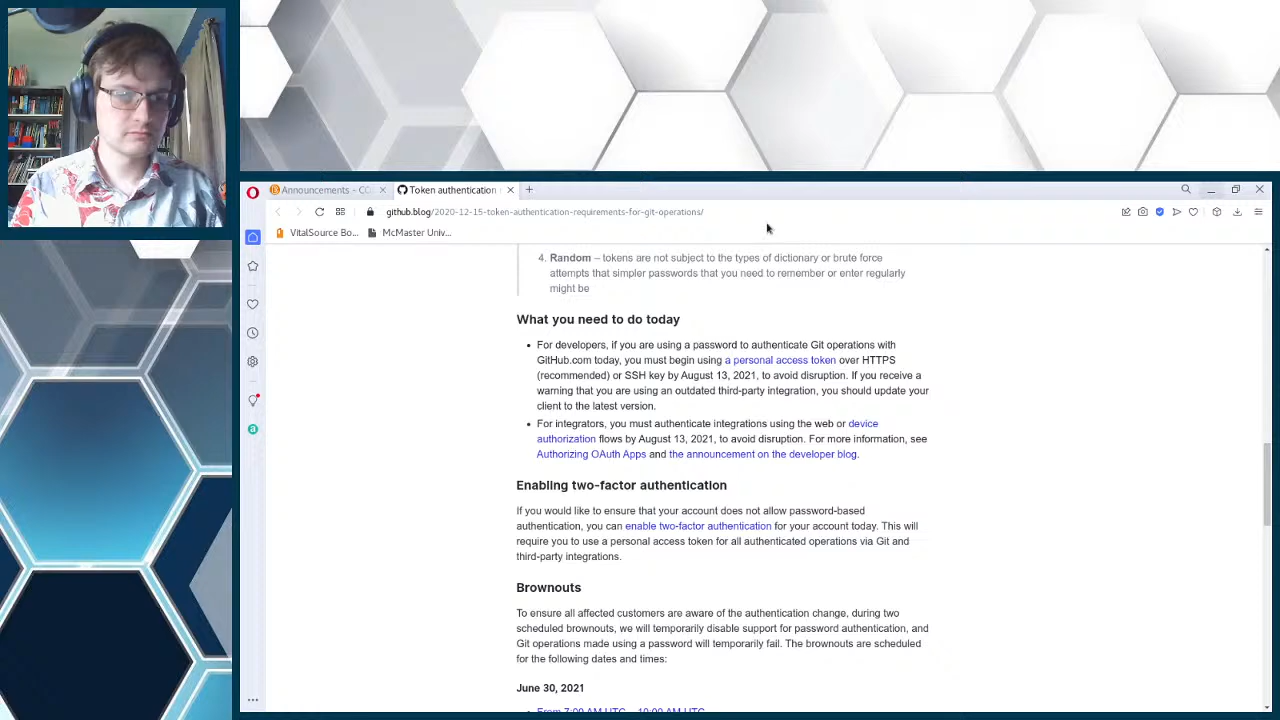 Announcements - CC
Token authentication
github.blog/2020-12-15-token-authentication-requirements-for-git-operations/
VitalSource Bo...
McMaster Univ...
4. Random – tokens are not subject to the types of dictionary or brute force
attempts that simpler passwords that you need to remember or enter regularly
might be
What you need to do today
For developers, if you are using a password to authenticate Git operations with
GitHub.com today, you must begin using a personal access token over HTTPS
(recommended) or SSH key by August 13, 2021, to avoid disruption. If you receive a
warning that you are using an outdated third-party integration, you should update your
client to the latest version.
For integrators, you must authenticate integrations using the web or device
authorization flows by August 13, 2021, to avoid disruption. For more information, see
Authorizing OAuth Apps and the announcement on the developer blog.
Enabling two-factor authentication
If you would like to ensure that your account does not allow password-based
authentication, you can enable two-factor authentication for your account today. This will
require you to use a personal access token for all authenticated operations via Git and
third-party integrations.
Brownouts
To ensure all affected customers are aware of the authentication change, during two
scheduled brownouts, we will temporarily disable support for password authentication, and
Git operations made using a password will temporarily fail. The brownouts are scheduled
for the following dates and times:
June 30, 2021
From 7:00 AM UTC – 10:00 AM UTC